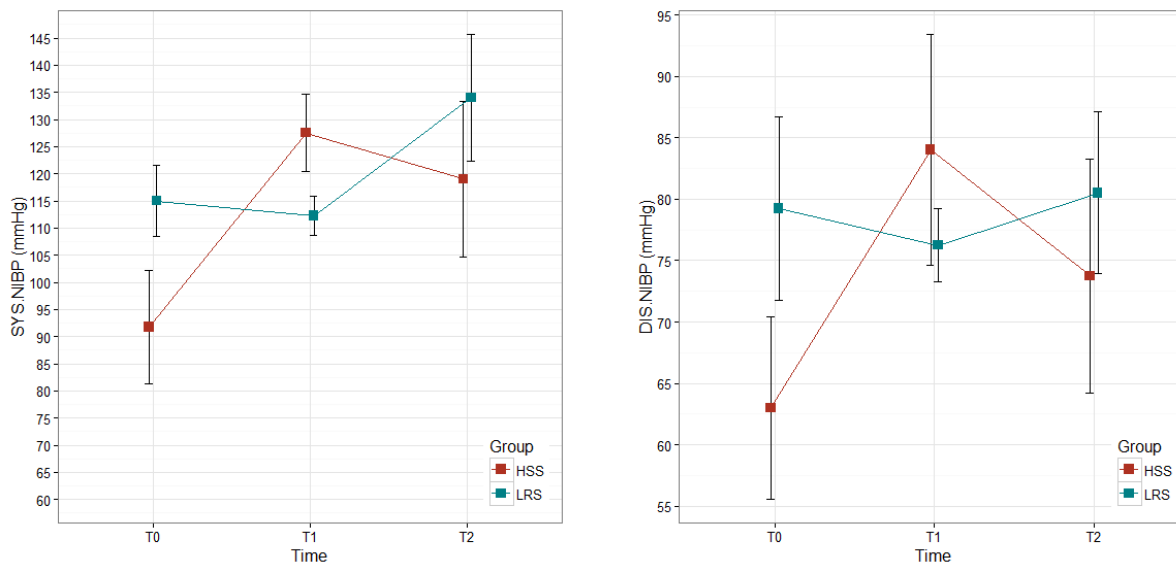 SYS.NIBP (mmHg)
145
140
135
130
125
120
115
110
105
100
95
90
85
80
75
70
65
60
T0
T1
T2
Time
Group
HSS
LRS
DIS.NIBP (mmHg)
95
90
85
80
75
70
65
60
55
T0
T1
T2
Time
Group
HSS
LRS